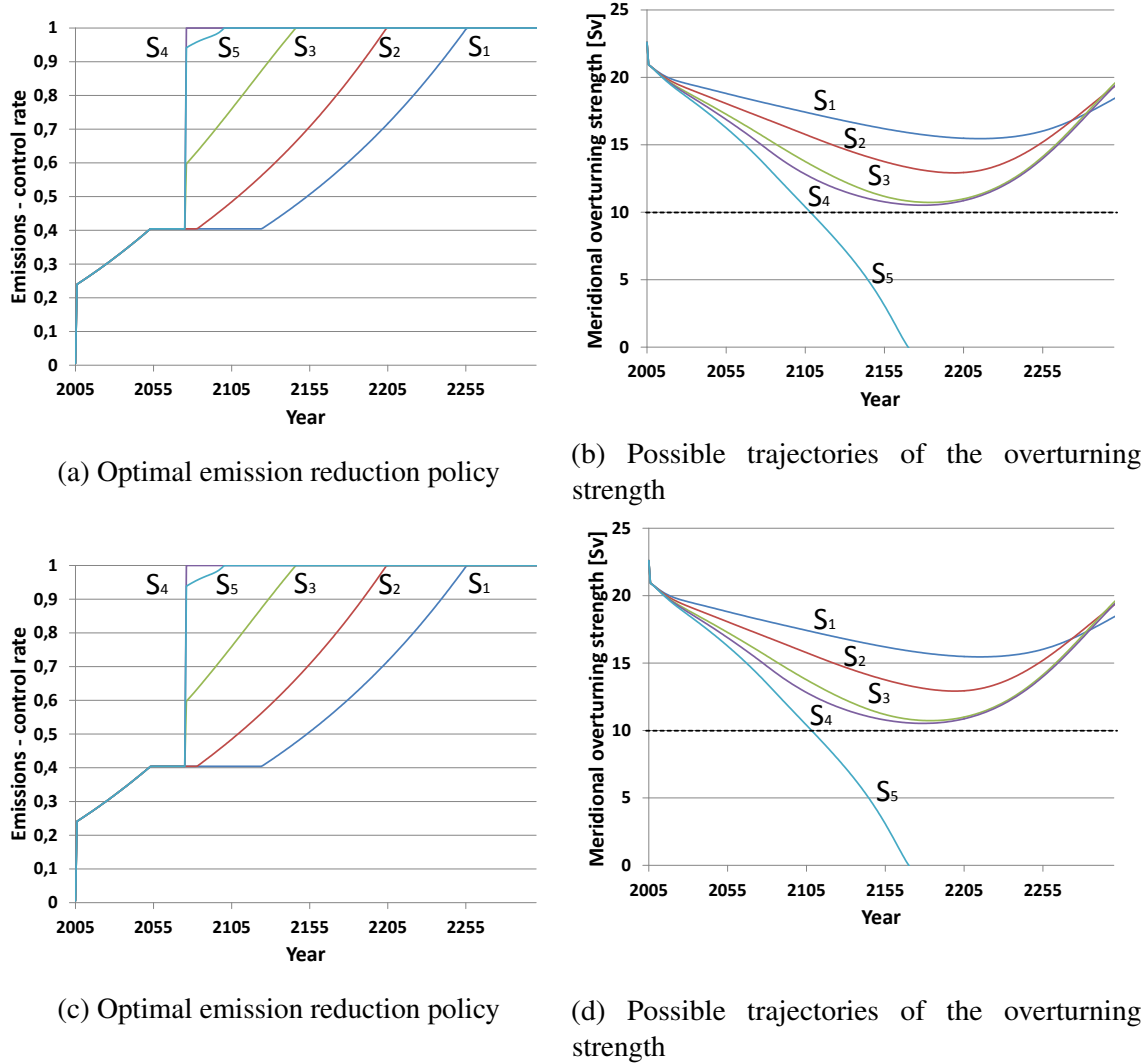 Emissions - control rate
1
0,9
0,8
0,7
0,6
0,5
0,4
0,3
0,2
0,1
0
S4 S5 S3 S2 S1
2005 2055 2105 2155 2205 2255
Year
(a) Optimal emission reduction policy
Meridional overturning strength [Sv]
25
20
15
10
5
0
S1
S2
S3
S4
S5
2005 2055 2105 2155 2205 2255
Year
(b) Possible trajectories of the overturning
strength
Emissions - control rate
1
0,9
0,8
0,7
0,6
0,5
0,4
0,3
0,2
0,1
0
S4 S5 S3 S2 S1
2005 2055 2105 2155 2205 2255
Year
(c) Optimal emission reduction policy
Meridional overturning strength [Sv]
25
20
15
10
5
0
S1
S2
S3
S4
S5
2005 2055 2105 2155 2205 2255
Year
(d) Possible trajectories of the overturning
strength